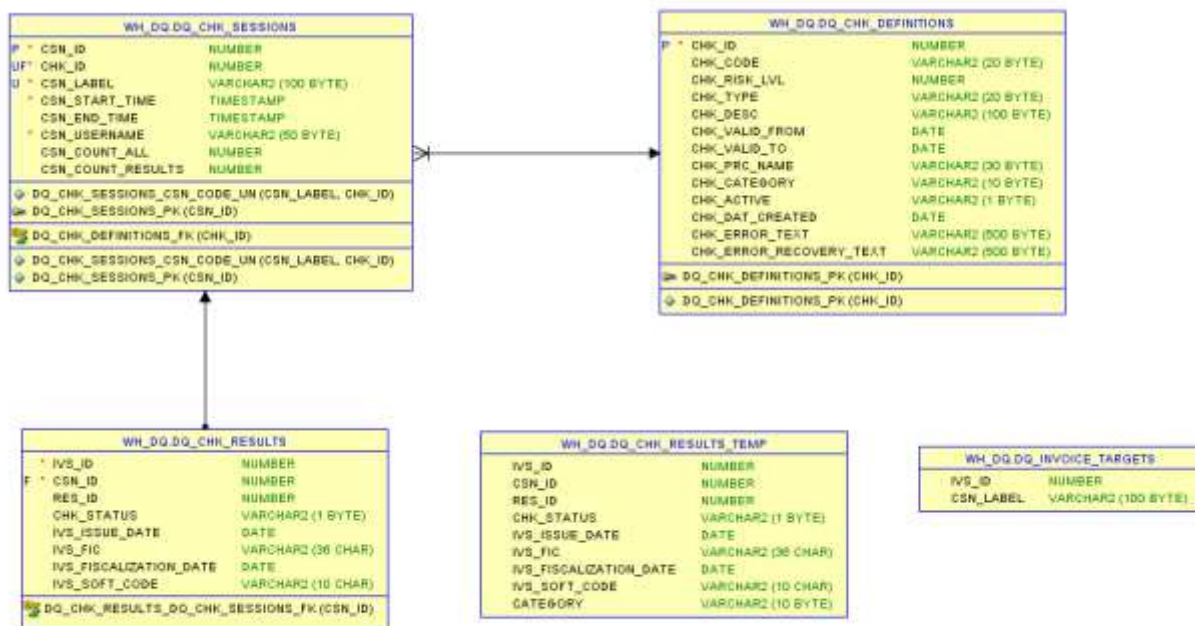 WH_DQ.DQ_CHK_SESSIONS
P * CSN_ID NUMBER
UF* CHK_ID NUMBER
U * CSN_LABEL VARCHAR2 (100 BYTE)
* CSN_START_TIME TIMESTAMP
CSN_END_TIME TIMESTAMP
* CSN_USERNAME VARCHAR2 (50 BYTE)
CSN_COUNT_ALL NUMBER
CSN_COUNT_RESULTS NUMBER
DQ_CHK_SESSIONS_CSN_CODE_UN (CSN_LABEL, CHK_ID)
DQ_CHK_SESSIONS_PK (CSN_ID)
DQ_CHK_DEFINITIONS_FK (CHK_ID)
DQ_CHK_SESSIONS_CSN_CODE_UN (CSN_LABEL, CHK_ID)
DQ_CHK_SESSIONS_PK (CSN_ID)
WH_DQ.DQ_CHK_DEFINITIONS
P * CHK_ID NUMBER
CHK_CODE VARCHAR2 (20 BYTE)
CHK_RISK_LVL NUMBER
CHK_TYPE VARCHAR2 (20 BYTE)
CHK_DESC VARCHAR2 (100 BYTE)
CHK_VALID_FROM DATE
CHK_VALID_TO DATE
CHK_PRC_NAME VARCHAR2 (30 BYTE)
CHK_CATEGORY VARCHAR2 (10 BYTE)
CHK_ACTIVE VARCHAR2 (1 BYTE)
CHK_DAT_CREATED DATE
CHK_ERROR_TEXT VARCHAR2 (500 BYTE)
CHK_ERROR_RECOVERY_TEXT VARCHAR2 (500 BYTE)
DQ_CHK_DEFINITIONS_PK (CHK_ID)
DQ_CHK_DEFINITIONS_PK (CHK_ID)
WH_DQ.DQ_CHK_RESULTS
* IVS_ID NUMBER
F * CSN_ID NUMBER
RES_ID NUMBER
CHK_STATUS VARCHAR2 (1 BYTE)
IVS_ISSUE_DATE DATE
IVS_FIC VARCHAR2 (36 CHAR)
IVS_FISCALIZATION_DATE DATE
IVS_SOFT_CODE VARCHAR2 (10 CHAR)
DQ_CHK_RESULTS_DQ_CHK_SESSIONS_FK (CSN_ID)
WH_DQ.DQ_CHK_RESULTS_TEMP
IVS_ID NUMBER
CSN_ID NUMBER
RES_ID NUMBER
CHK_STATUS VARCHAR2 (1 BYTE)
IVS_ISSUE_DATE DATE
IVS_FIC VARCHAR2 (36 CHAR)
IVS_FISCALIZATION_DATE DATE
IVS_SOFT_CODE VARCHAR2 (10 CHAR)
CATEGORY VARCHAR2 (10 BYTE)
WH_DQ.DQ_INVOICE_TARGETS
IVS_ID NUMBER
CSN_LABEL VARCHAR2 (100 BYTE)